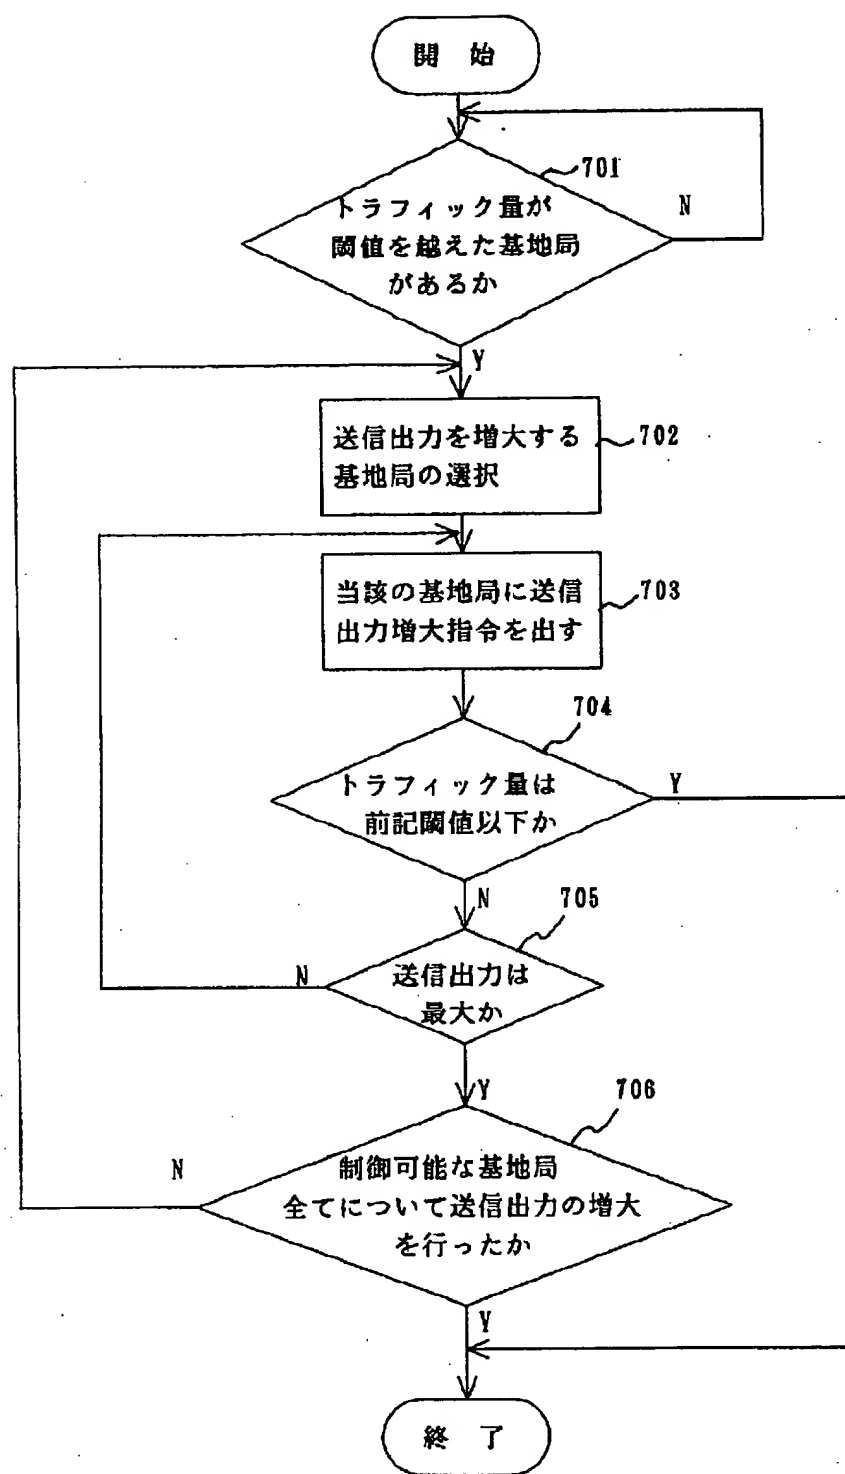 開 始
701
トラフィック量が
閾値を越えた基地局
があるか
N
Y
送信出力を増大する
基地局の選択
702
当該の基地局に送信
出力増大指令を出す
703
704
トラフィック量は
前記閾値以下か
Y
N
705
送信出力は
最大か
N
Y
706
制御可能な基地局
全てについて送信出力の増大
を行ったか
N
Y
終 了